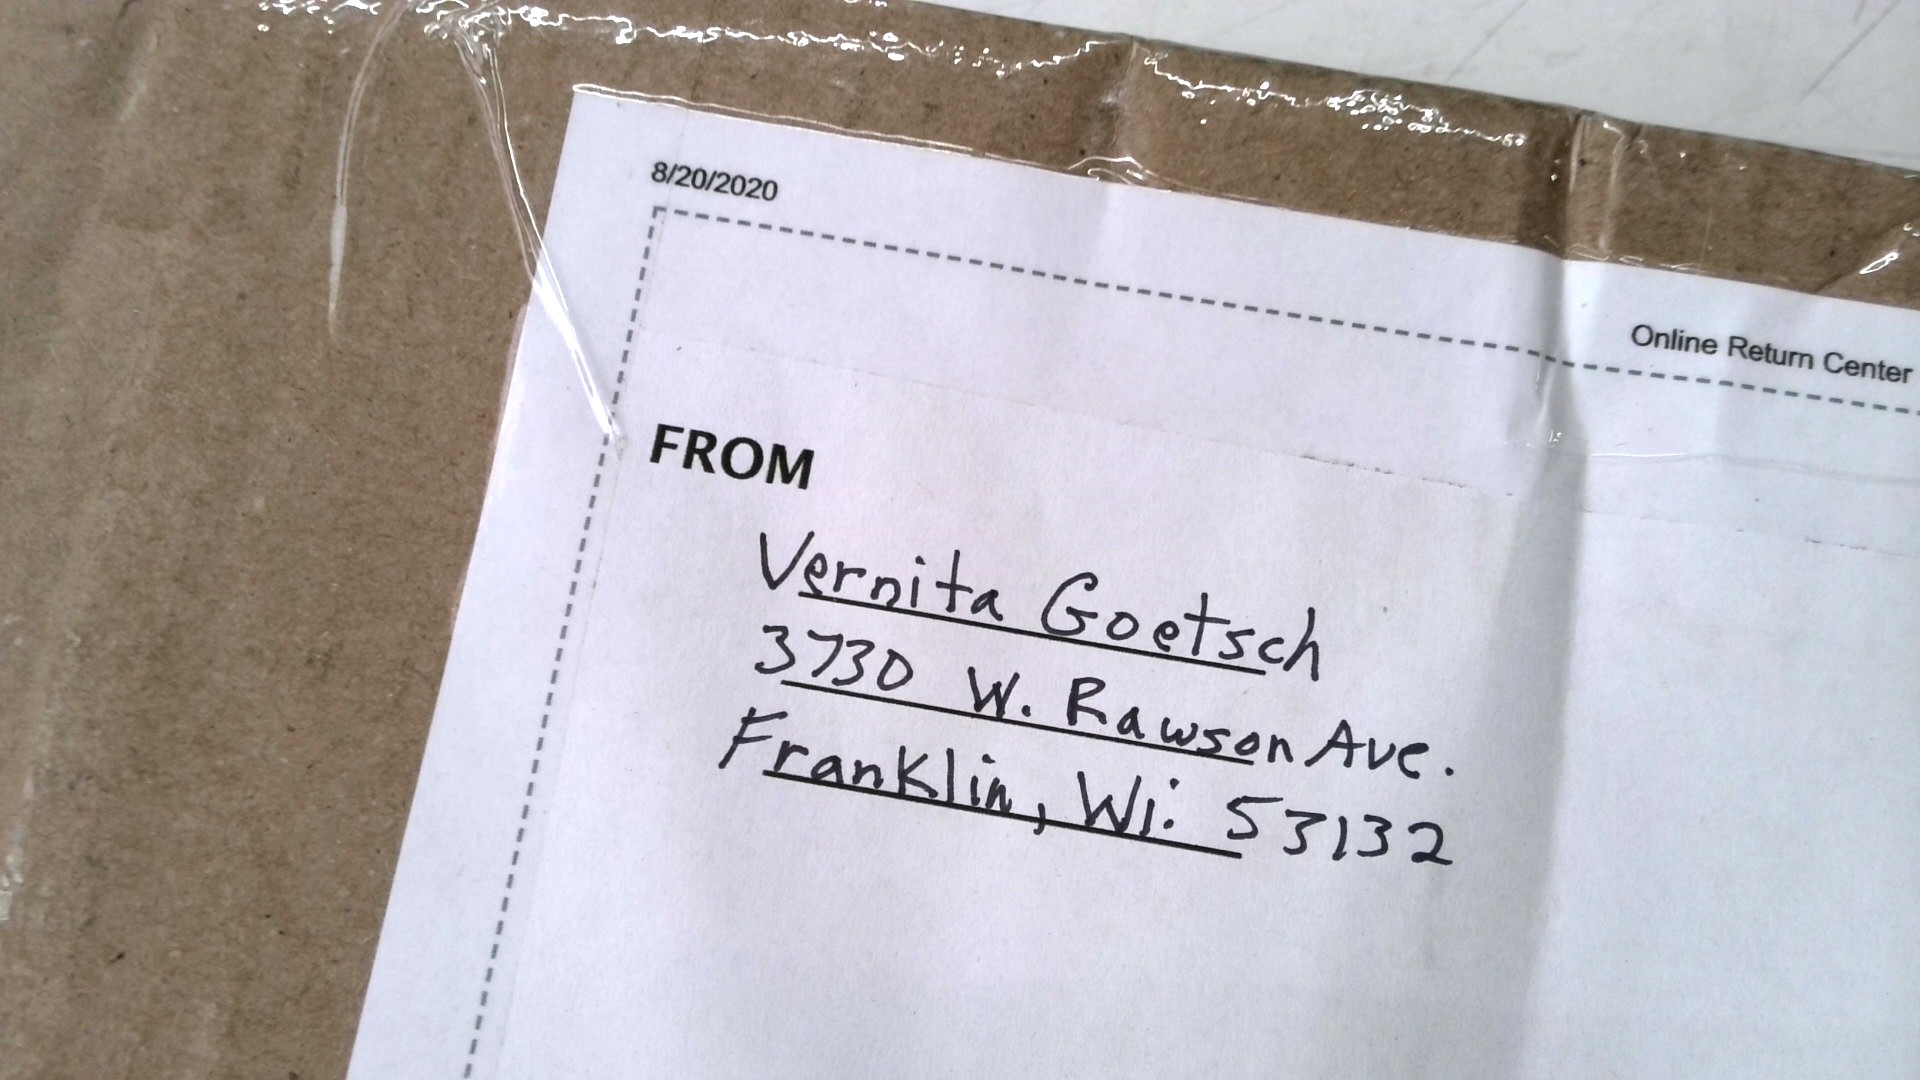 8/20/2020
Online Return Center
FROM
Vernita Goetsch
3730 W. Rawson Ave.
Franklin, Wi. 53132